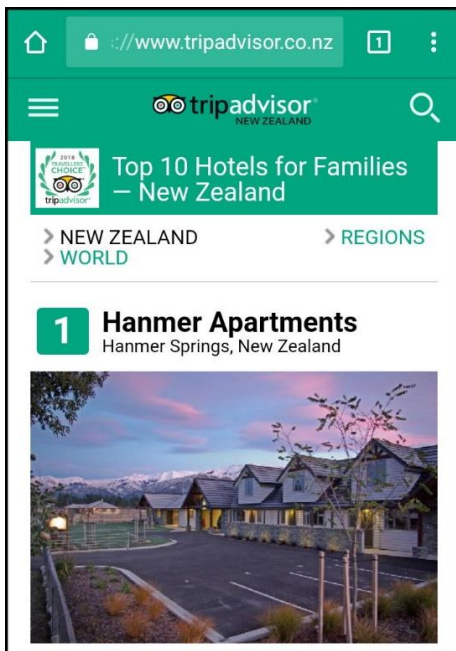 ://www.tripadvisor.co.nz
1
tripadvisor
NEW ZEALAND
2018
TRAVELLERS'
CHOICE
tripadvisor
Top 10 Hotels for Families
— New Zealand
> NEW ZEALAND
> REGIONS
> WORLD
1
Hanmer Apartments
Hanmer Springs, New Zealand